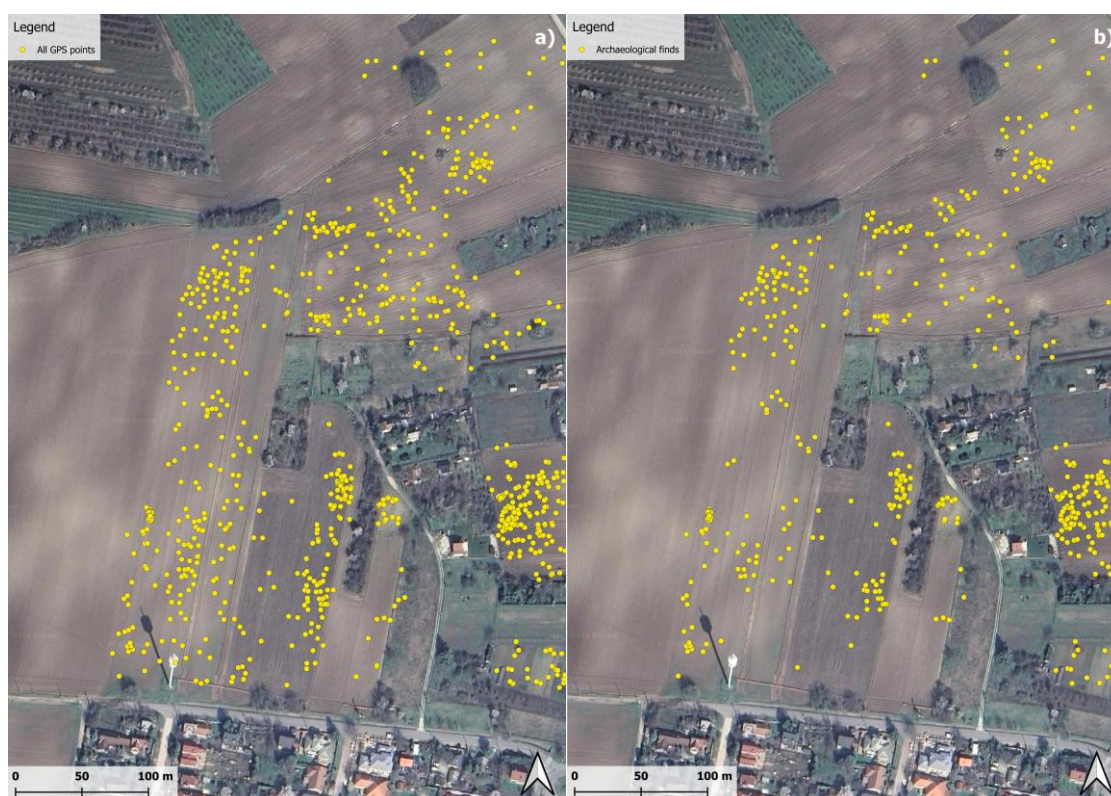 Legend
All GPS points
a)
0 50 100 m
Legend
Archaeological finds
b)
0 50 100 m